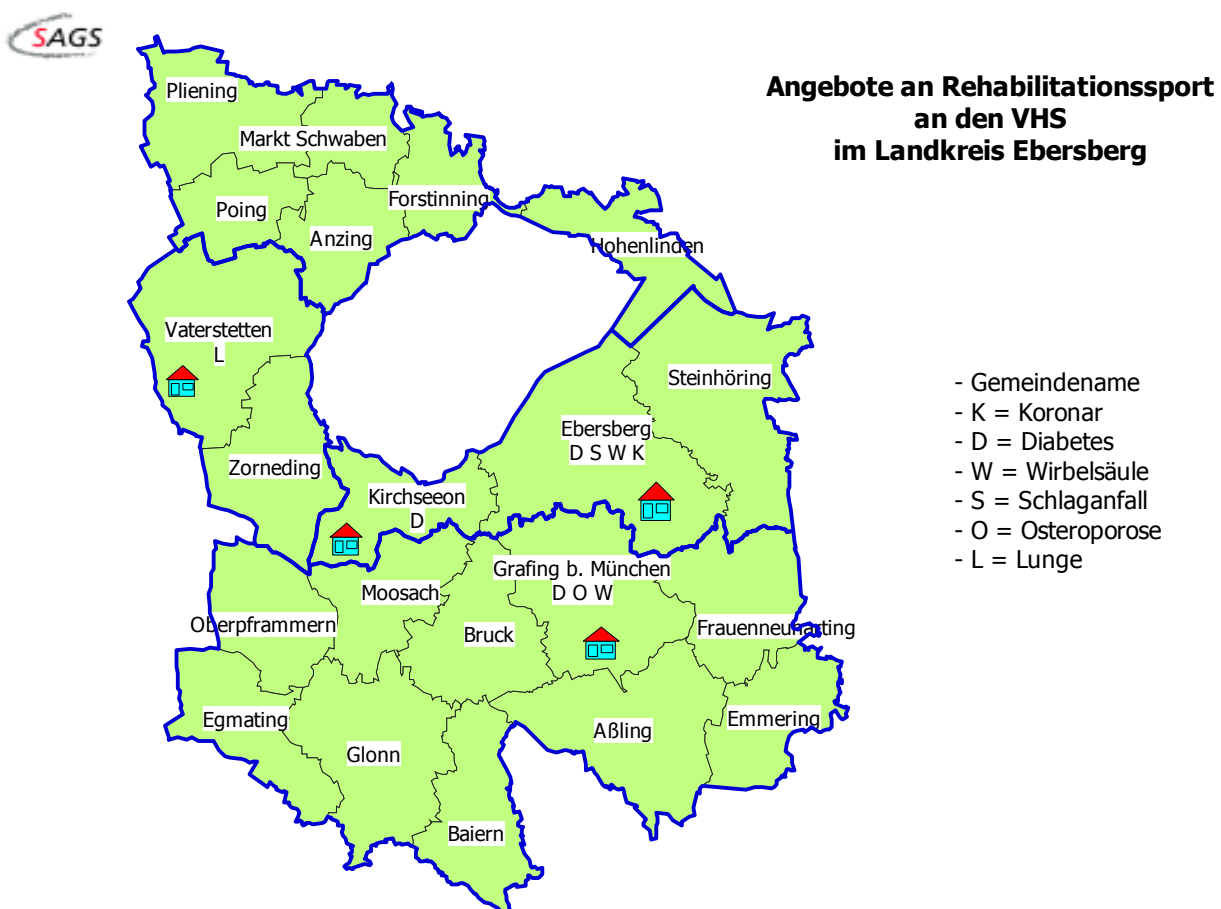 SAGS
Angebote an Rehabilitationssport
an den VHS
im Landkreis Ebersberg
Pliening
Markt Schwaben
Poing
Forstinning
Anzing
Hohenlinden
Vaterstetten
L
Steinhöring
Ebersberg
D S W K
Zorneding
Kirchseeon
D
Grafing b. München
D O W
Moosach
Oberpframmern
Bruck
Frauenneuharting
Egmating
Emmering
Aßling
Glonn
Baiern
- Gemeindename
- K = Koronar
- D = Diabetes
- W = Wirbelsäule
- S = Schlaganfall
- O = Osteroporose
- L = Lunge